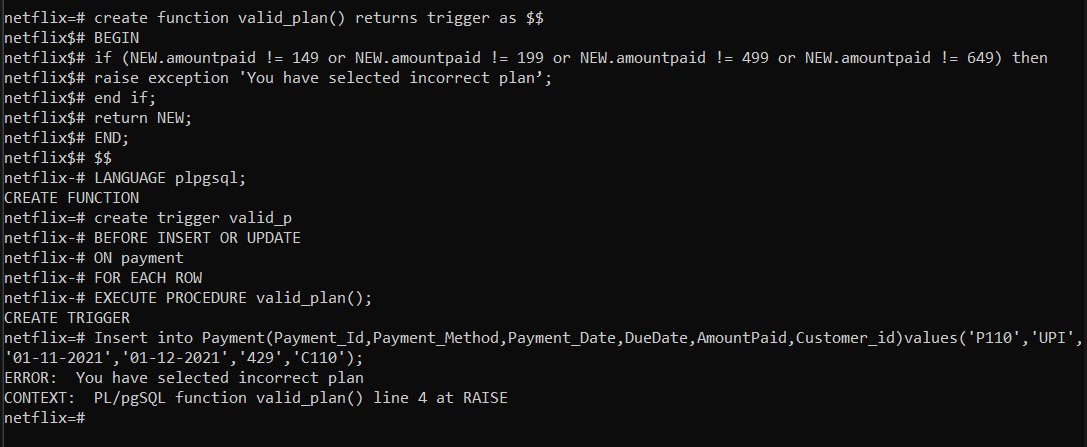 netflix=# create function valid_plan() returns trigger as $$
netflix$# BEGIN
netflix$# if (NEW.amountpaid != 149 or NEW.amountpaid != 199 or NEW.amountpaid != 499 or NEW.amountpaid != 649) then
netflix$# raise exception 'You have selected incorrect plan’;
netflix$# end if;
netflix$# return NEW;
netflix$# END;
netflix$# $$
netflix-# LANGUAGE plpgsql;
CREATE FUNCTION
netflix=# create trigger valid_p
netflix-# BEFORE INSERT OR UPDATE
netflix-# ON payment
netflix-# FOR EACH ROW
netflix-# EXECUTE PROCEDURE valid_plan();
CREATE TRIGGER
netflix=# Insert into Payment(Payment_Id,Payment_Method,Payment_Date,DueDate,AmountPaid,Customer_id)values('P110','UPI',
'01-11-2021','01-12-2021','429','C110');
ERROR:  You have selected incorrect plan
CONTEXT:  PL/pgSQL function valid_plan() line 4 at RAISE
netflix=#